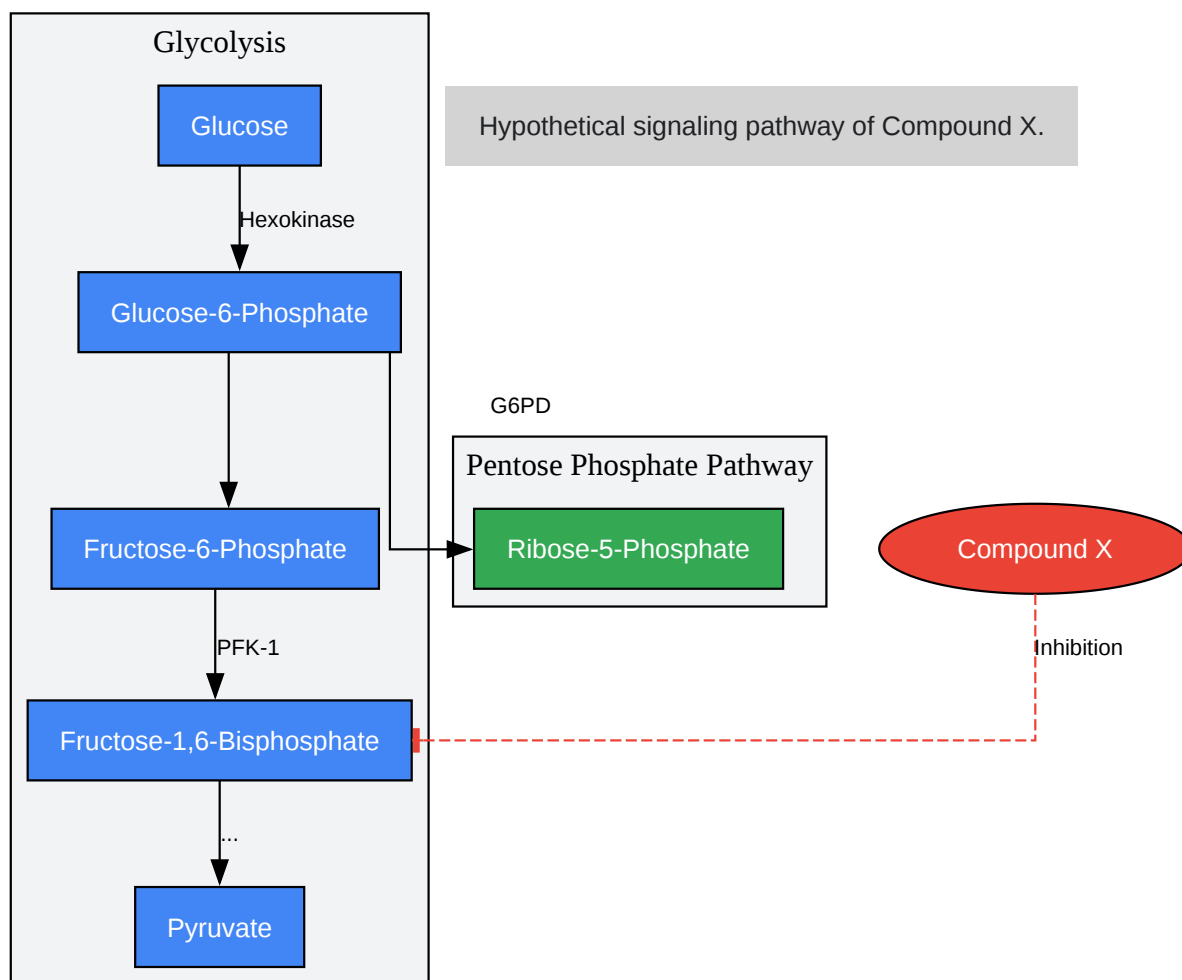 Glycolysis
Glucose
Hypothetical signaling pathway of Compound X.
Hexokinase
Glucose-6-Phosphate
G6PD
Pentose Phosphate Pathway
Fructose-6-Phosphate
Ribose-5-Phosphate
Compound X
PFK-1
Inhibition
Fructose-1,6-Bisphosphate
...
Pyruvate